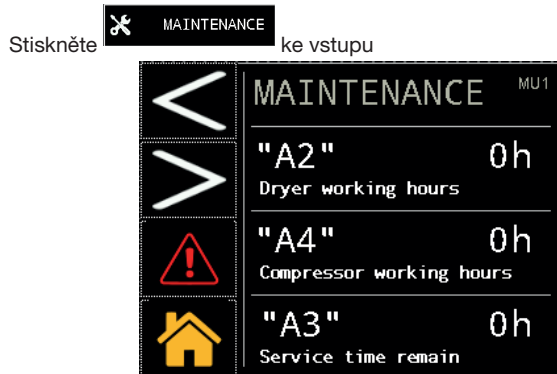 Stiskněte MAINTENANCE ke vstupu
MAINTENANCE MU1
"A2" 0h
Dryer working hours
"A4" 0h
Compressor working hours
"A3" 0h
Service time remain